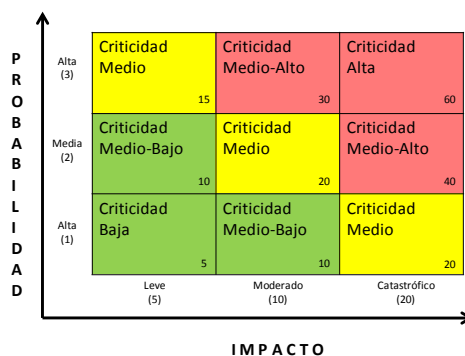 PROBABILIDAD
Alta
(3)
Criticidad
Medio
15
Criticidad
Medio-Alto
30
Criticidad
Alta
60
Media
(2)
Criticidad
Medio-Bajo
10
Criticidad
Medio
20
Criticidad
Medio-Alto
40
Alta
(1)
Criticidad
Baja
5
Criticidad
Medio-Bajo
10
Criticidad
Medio
20
Leve
(5)
Moderado
(10)
Catastrófico
(20)
IMPACTO